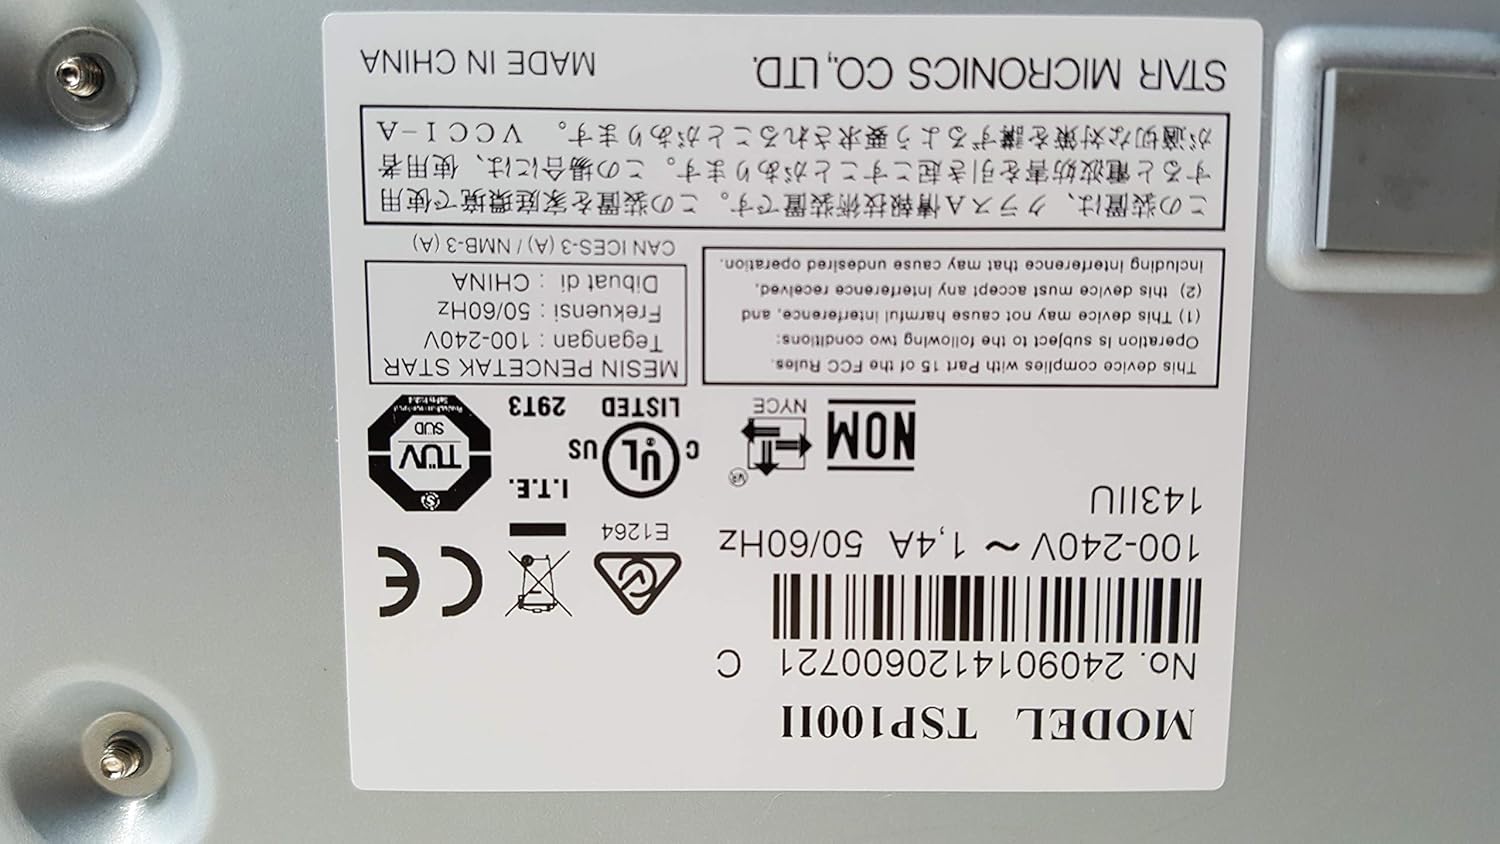 MODEL TSP100II
No. 2409014120600721 C
100-240V ～ 1,4A 50/60Hz
143IIU
E1264
CE
NOM
NYCE
VR
I.T.E.
C UL US
®
LISTED 29T3
TÜV
SÜD
This device complies with Part 15 of the FCC Rules.
Operation is subject to the following two conditions:
(1) This device may not cause harmful interference, and
(2) this device must accept any interference received,
including interference that may cause undesired operation.
MESIN PENCETAK STAR
Tegangan : 100-240V
Frekuensi : 50/60Hz
Dibuat di : CHINA
CAN ICES-3 (A) / NMB-3 (A)
この装置は、クラスA情報技術装置です。この装置を家庭環境で使用
すると電波妨害を引き起こすことがあります。この場合には、使用者
が適切な対策を講ずるよう要求されることがあります。 VCCI-A
STAR MICRONICS CO.,LTD. MADE IN CHINA